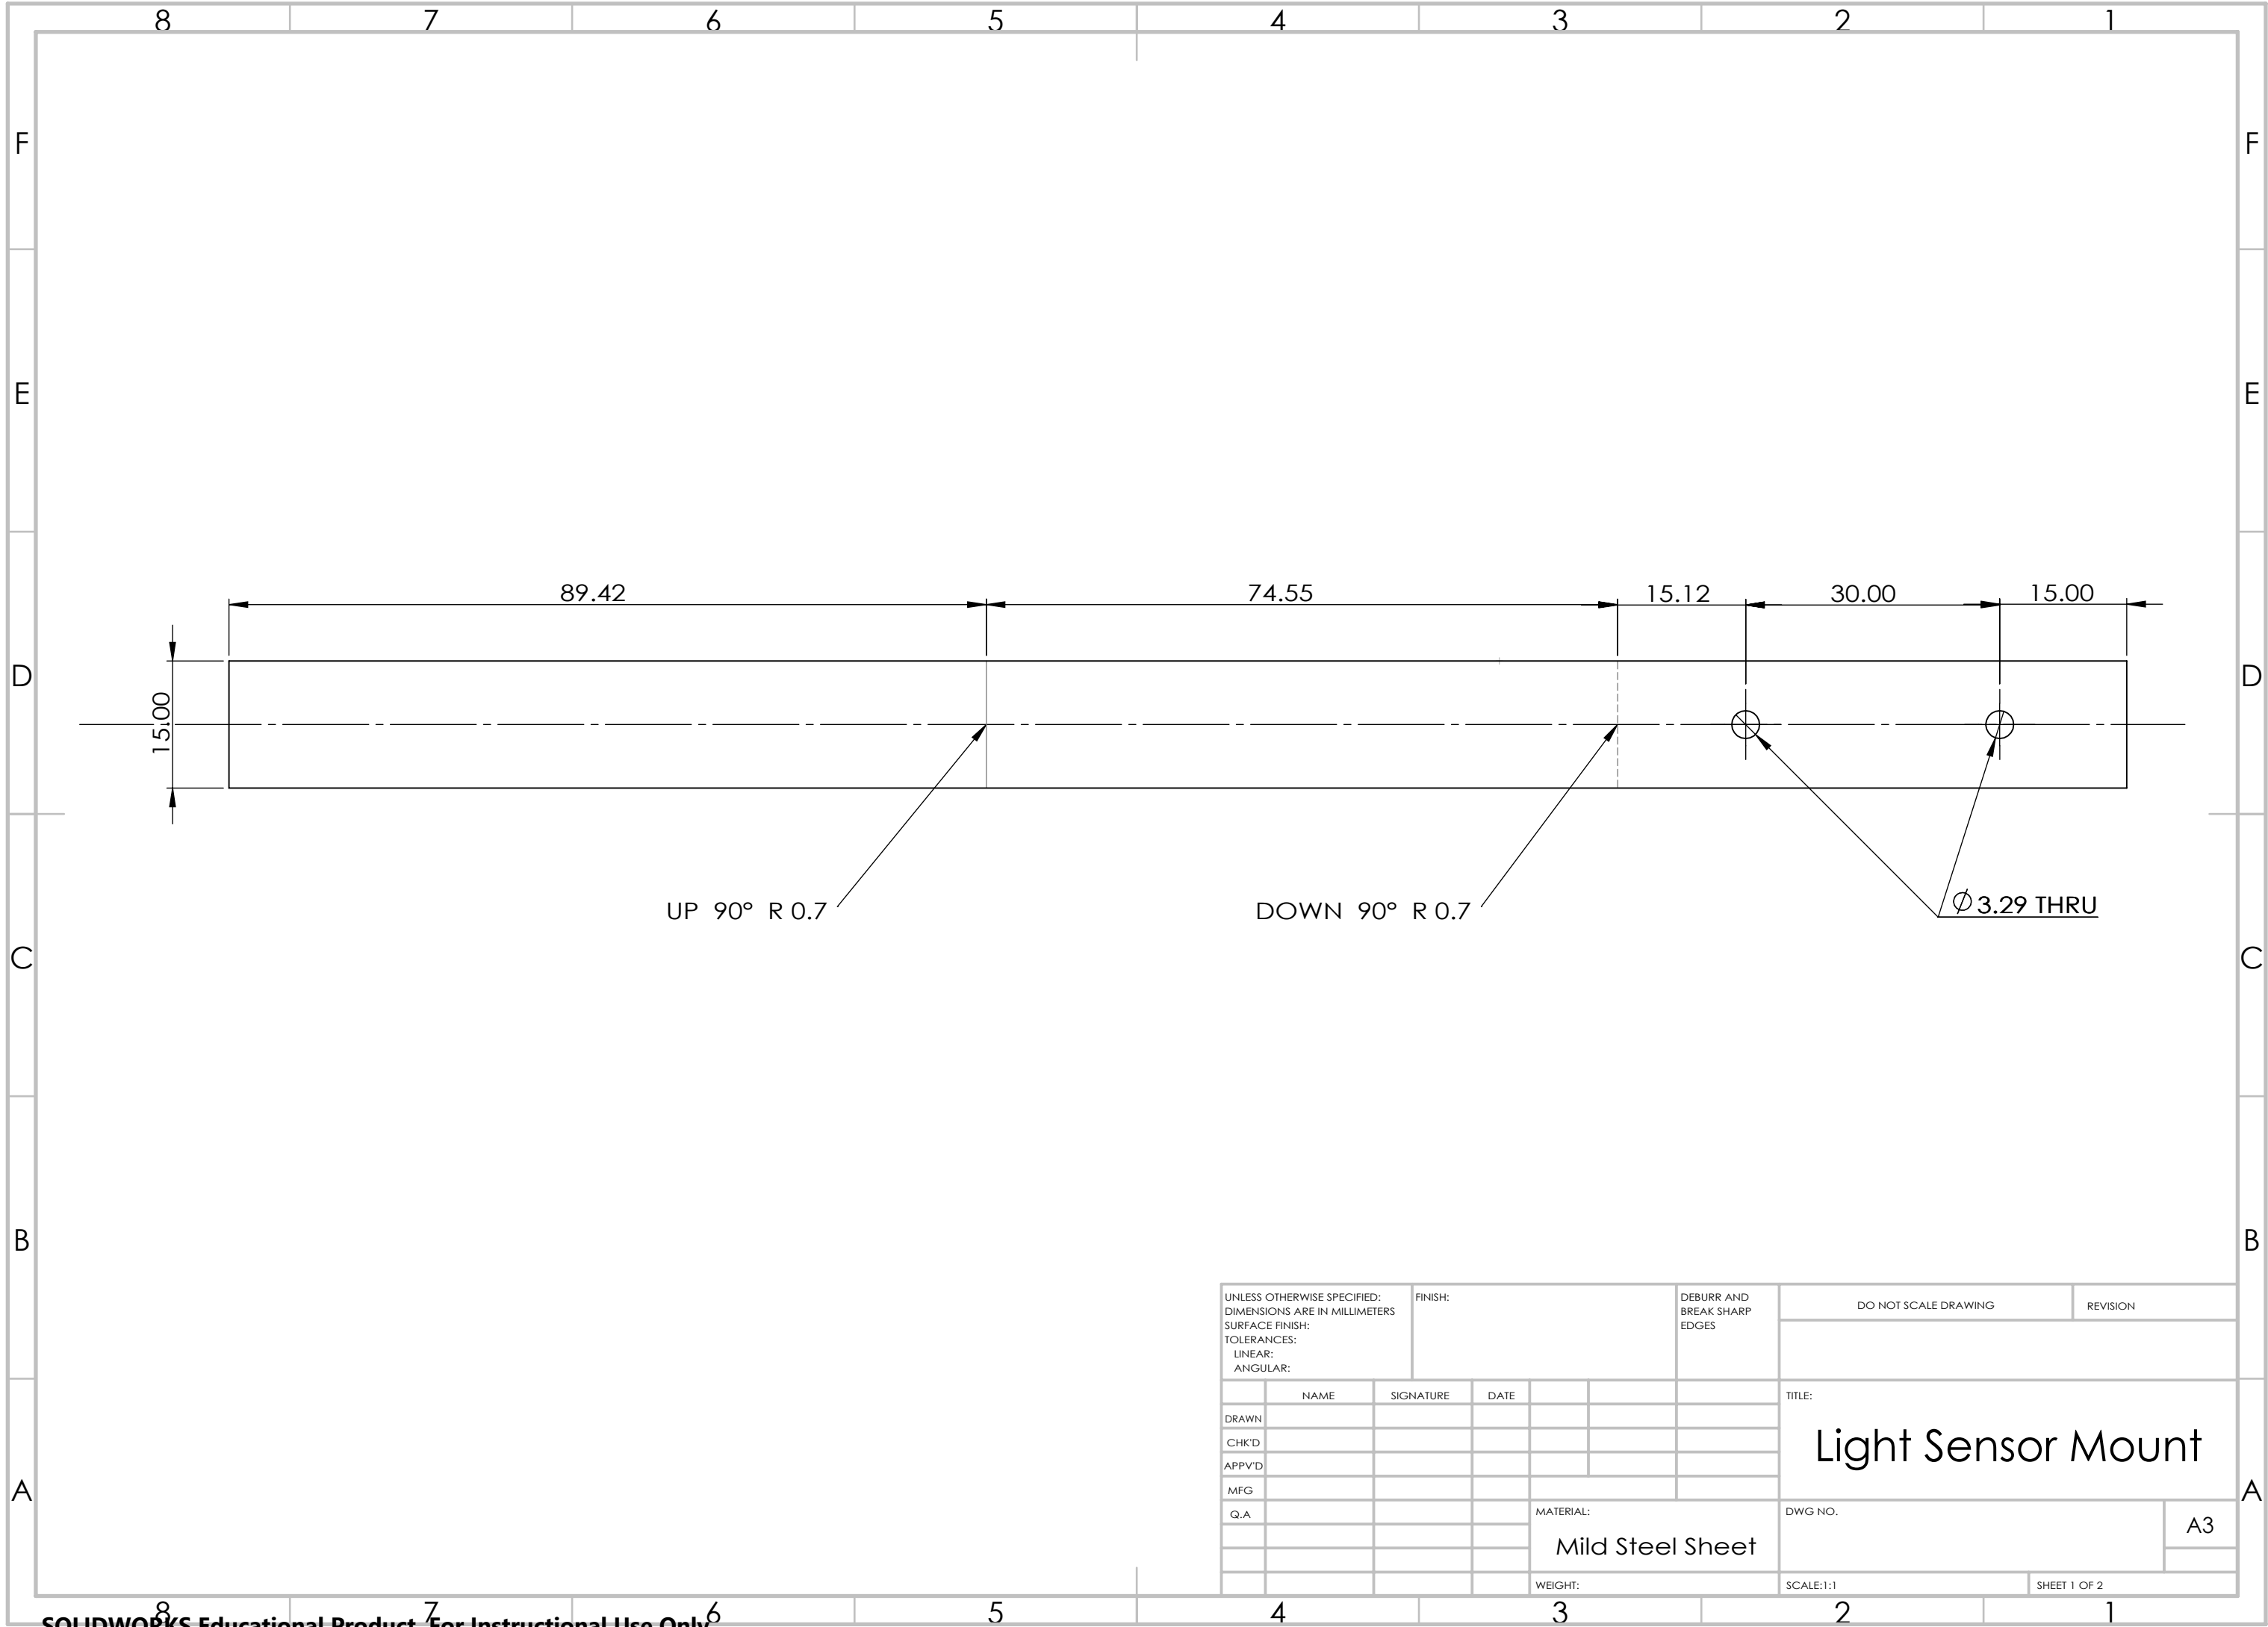 8 7 6 5 4 3 2 1
F F
E E
89.42 74.55 15.12 30.00 15.00
D D
15.00
UP 90° R 0.7 DOWN 90° R 0.7 ∅3.29 THRU
C C
B B
UNLESS OTHERWISE SPECIFIED:
DIMENSIONS ARE IN MILLIMETERS
SURFACE FINISH:
TOLERANCES:
LINEAR:
ANGULAR:
FINISH:
DEBURR AND
BREAK SHARP
EDGES
DO NOT SCALE DRAWING
REVISION
NAME SIGNATURE DATE
DRAWN
CHK'D
APPV'D
MFG
Q.A
TITLE:
Light Sensor Mount
A A
MATERIAL:
Mild Steel Sheet
DWG NO.
A3
WEIGHT:
SCALE:1:1
SHEET 1 OF 2
8 7 6 5 4 3 2 1
SOLIDWORKS Educational Product. For Instructional Use Only.